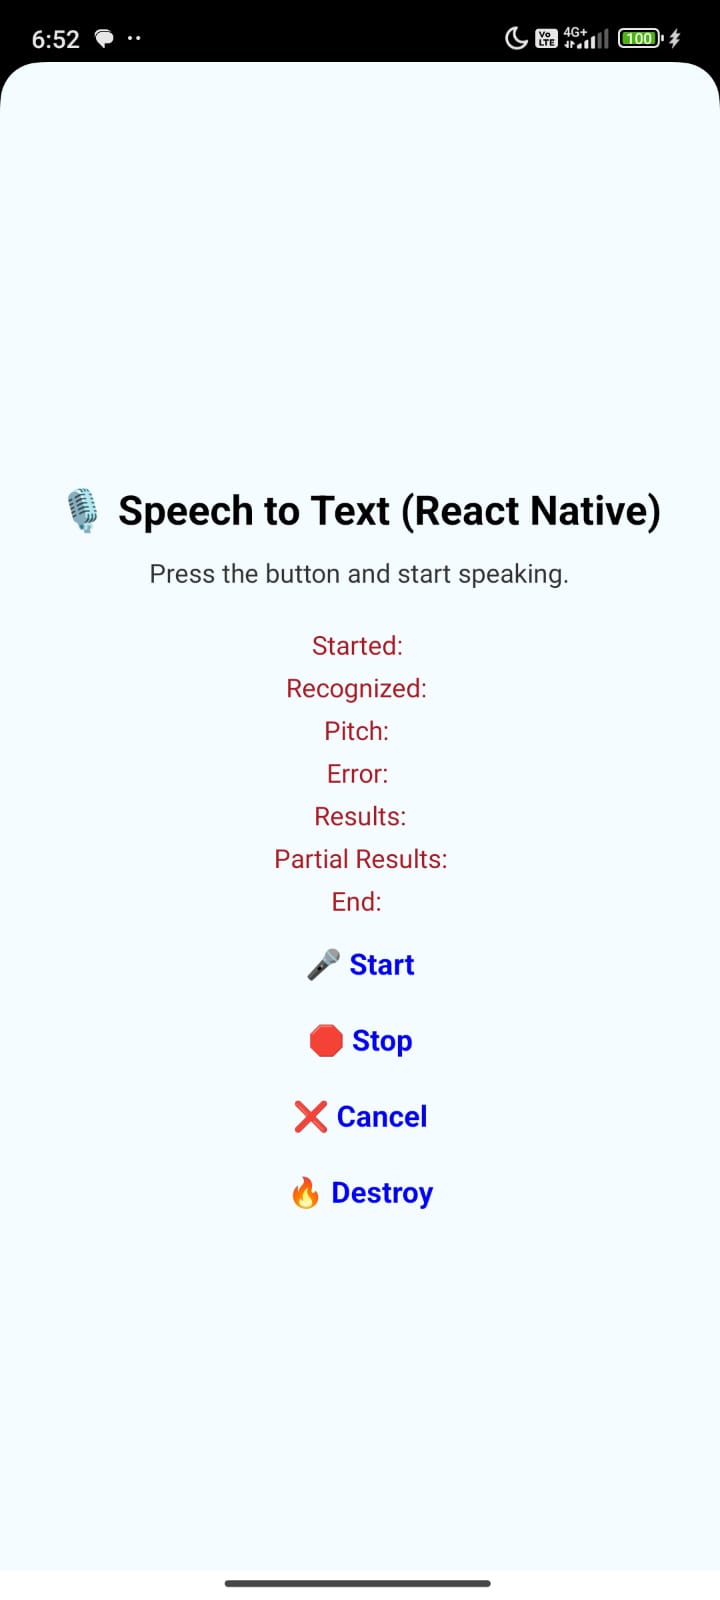 6:52
Vo LTE 4G+ 100
🎙️ Speech to Text (React Native)
Press the button and start speaking.
Started:
Recognized:
Pitch:
Error:
Results:
Partial Results:
End:
🎤 Start
🛑 Stop
❌ Cancel
🔥 Destroy